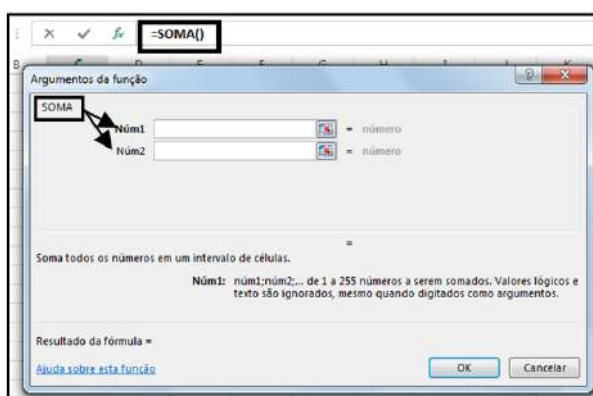 =SOMA()
B
Argumentos da função
SOMA
Núm1 = número
Núm2 = número
=
Soma todos os números em um intervalo de células.
Núm1: núm1;núm2;... de 1 a 255 números a serem somados. Valores lógicos e
texto são ignorados, mesmo quando digitados como argumentos.
Resultado da fórmula =
Ajuda sobre esta função
OK Cancelar